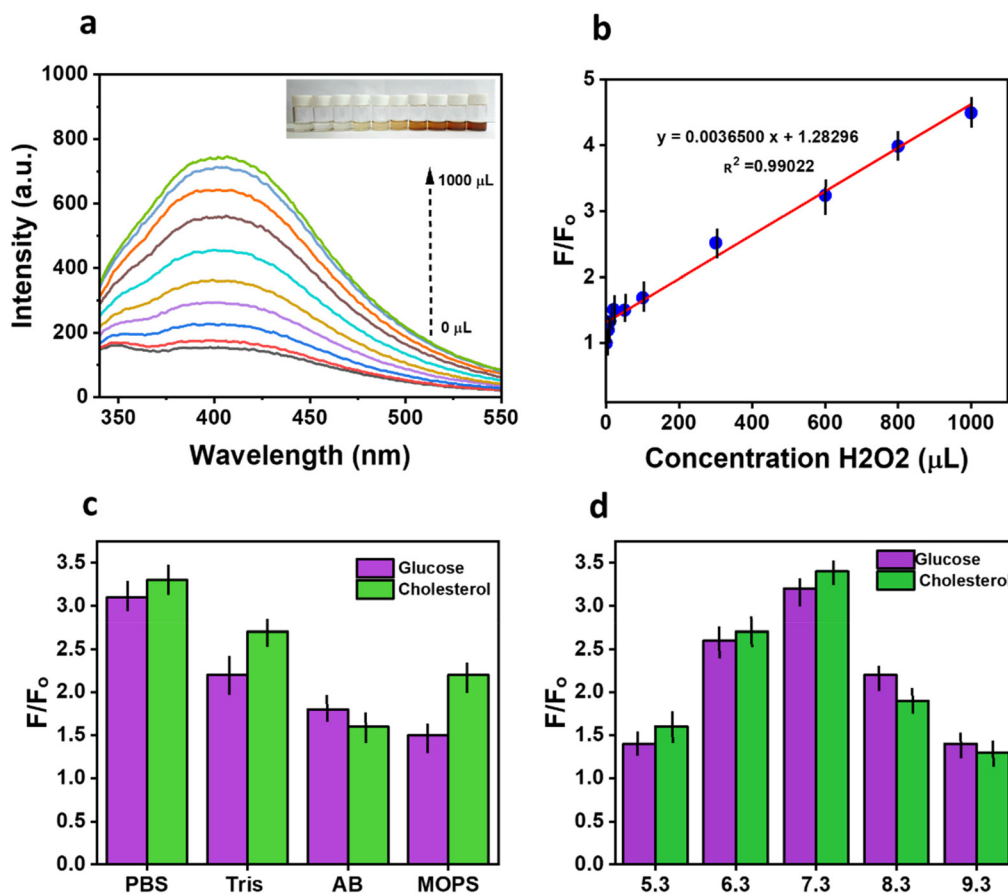 a
1000
800
600
400
200
0
Intensity (a.u.)
1000 µL
0 µL
350 400 450 500 550
Wavelength (nm)
b
5
4
3
2
1
F/Fo
y = 0.0036500 x + 1.28296
R2 =0.99022
0 200 400 600 800 1000
Concentration H2O2 (µL)
c
3.5
3.0
2.5
2.0
1.5
1.0
0.5
0.0
F/Fo
Glucose
Cholesterol
PBS Tris AB MOPS
d
3.5
3.0
2.5
2.0
1.5
1.0
0.5
0.0
F/Fo
Glucose
Cholesterol
5.3 6.3 7.3 8.3 9.3